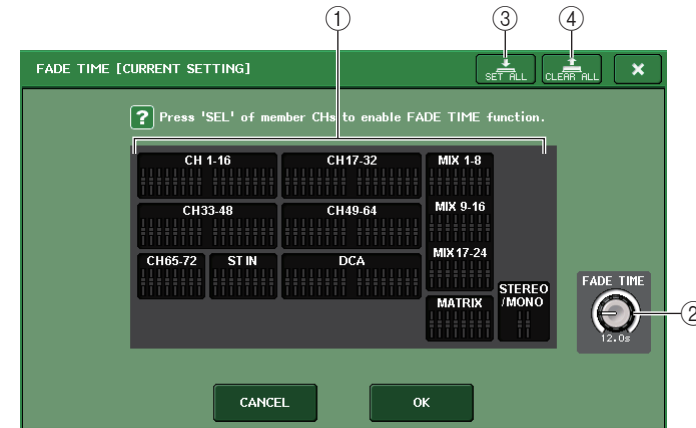 ① ③ ④
FADE TIME [CURRENT SETTING]
SET ALL
CLEAR ALL
×
? Press 'SEL' of member CHs to enable FADE TIME function.
CH 1-16
CH17-32
MIX 1-8
CH33-48
CH49-64
MIX 9-16
CH65-72
ST IN
DCA
MIX17-24
MATRIX
STEREO
/MONO
FADE TIME
②
12.0s
CANCEL
OK